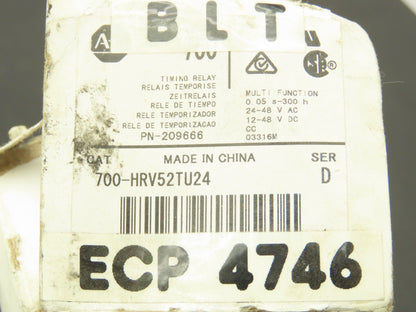 BLT
A
700
TIMING RELAY
RELAIS TEMPORISE
ZEITRELAIS
RELE DE TIEMPO
RELE TEMPORIZADOR
RELE DE TEMPORIZACAO
PN-209666
MULTI FUNCTION
0.05 s-300 h
24-48 V AC
12-48 V DC
CC
03316M
CAT
MADE IN CHINA
SER
700-HRV52TU24
D
ECP 4746